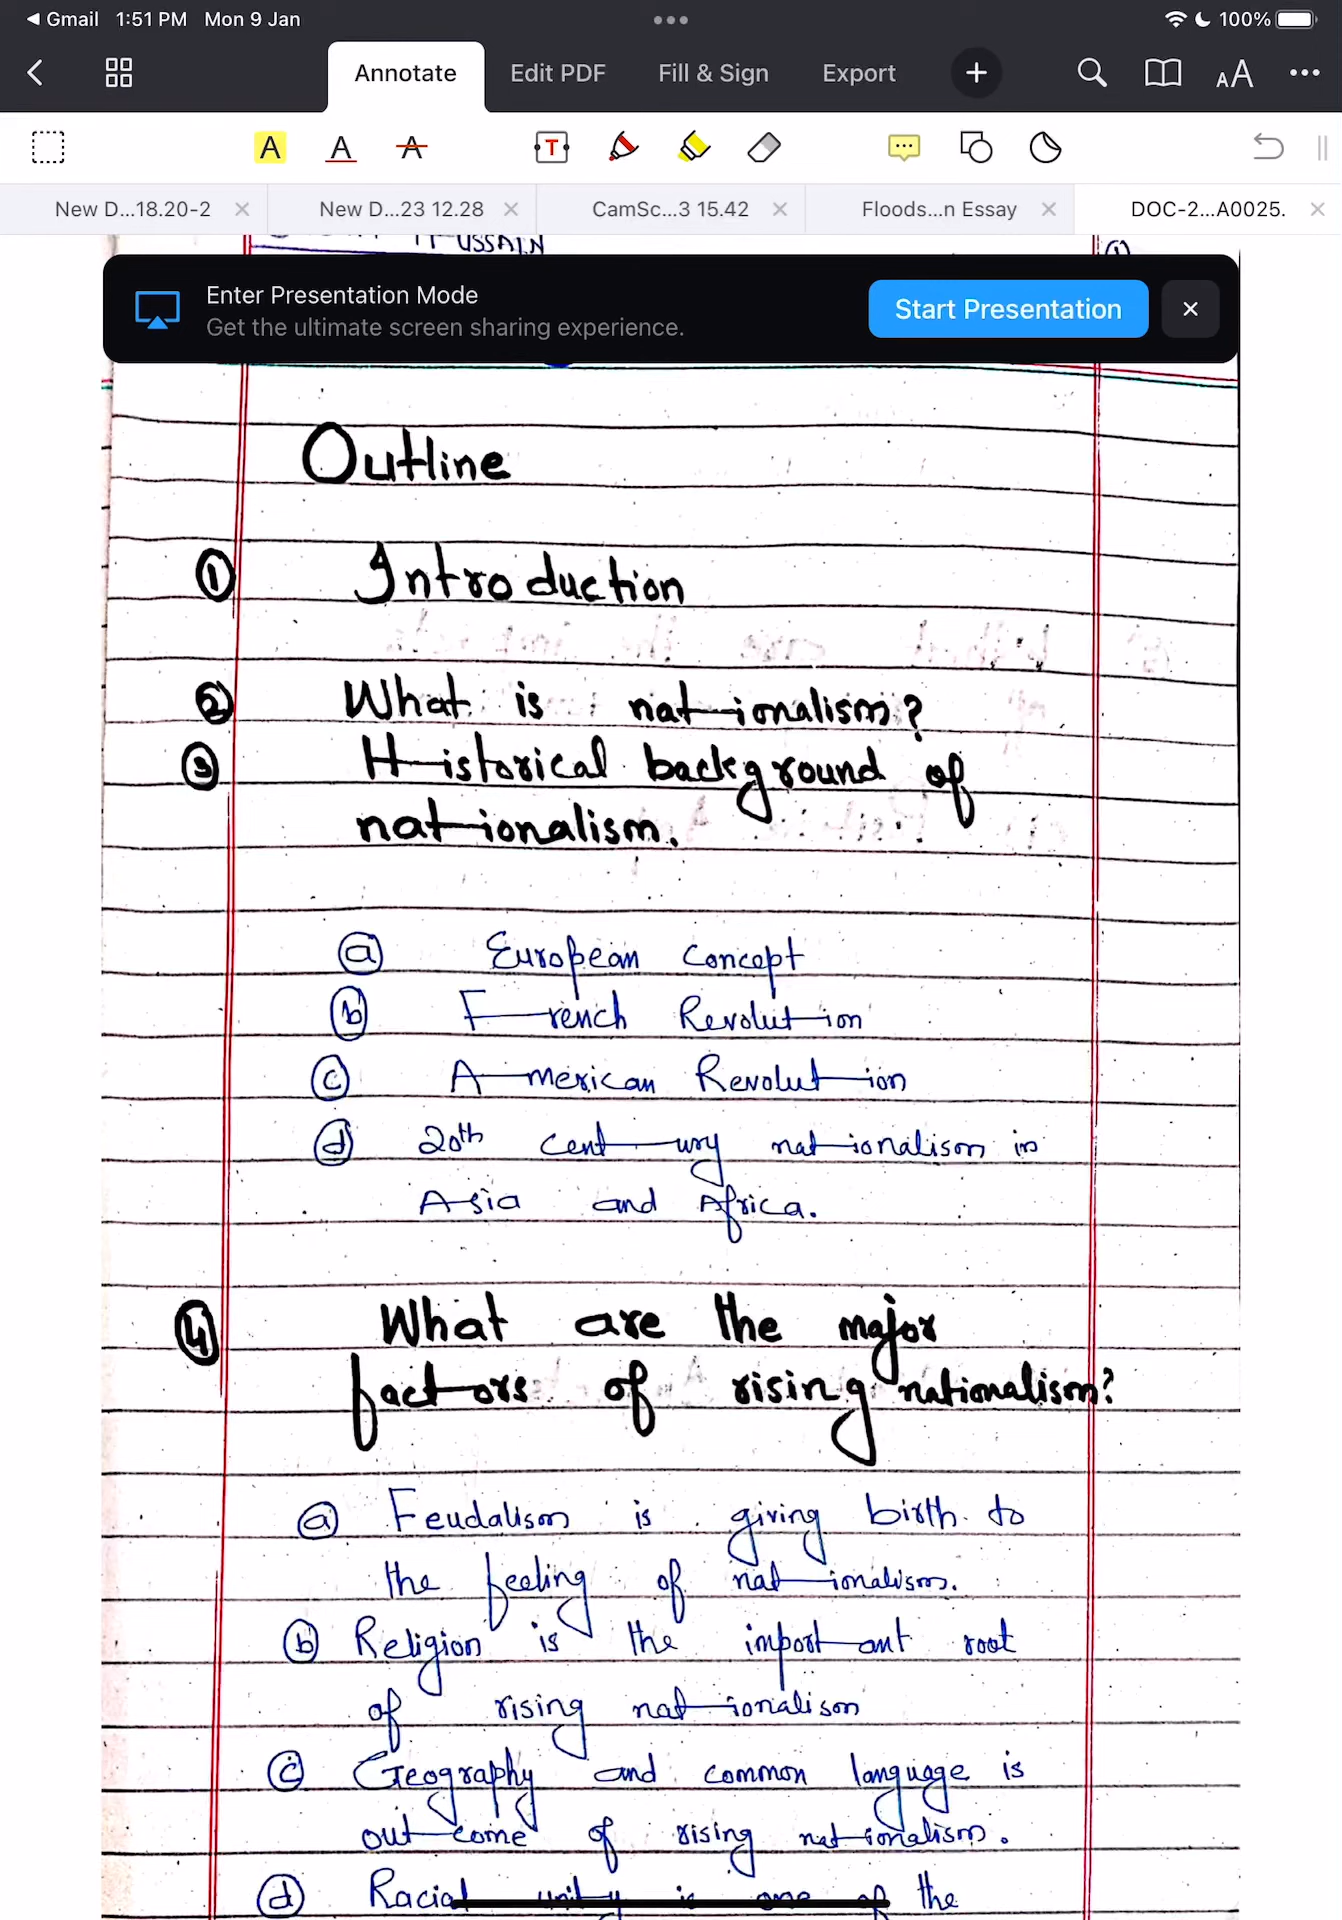 Gmail 1:51 PM Mon 9 Jan 100%
Annotate Edit PDF Fill & Sign Export
New D...18.20-2 New D...23 12.28 CamSc...3 15.42 Floods...n Essay DOC-2...A0025.
HUSSAIN
Enter Presentation Mode
Get the ultimate screen sharing experience.
Start Presentation
Outline
① Introduction
② What is nationalism?
③ Historical background of
nationalism.
ⓐ European Concept
ⓑ French Revolution
ⓒ American Revolution
ⓓ 20th century nationalism in
Asia and Africa.
④ What are the major
factors of rising nationalism?
ⓐ Feudalism is giving birth to
the feeling of nationalism.
ⓑ Religion is the important root
of rising nationalism
ⓒ Geography and common language is
out come of rising nationalism.
ⓓ Racial unity is one of the